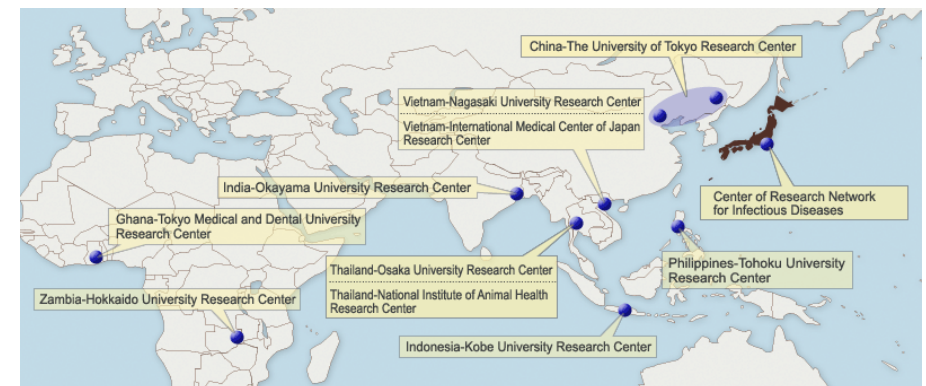 China-The University of Tokyo Research Center
Vietnam-Nagasaki University Research Center
Vietnam-International Medical Center of Japan
Research Center
India-Okayama University Research Center
Center of Research Network
for Infectious Diseases
Ghana-Tokyo Medical and Dental University
Research Center
Thailand-Osaka University Research Center
Thailand-National Institute of Animal Health
Research Center
Philippines-Tohoku University
Research Center
Zambia-Hokkaido University Research Center
Indonesia-Kobe University Research Center